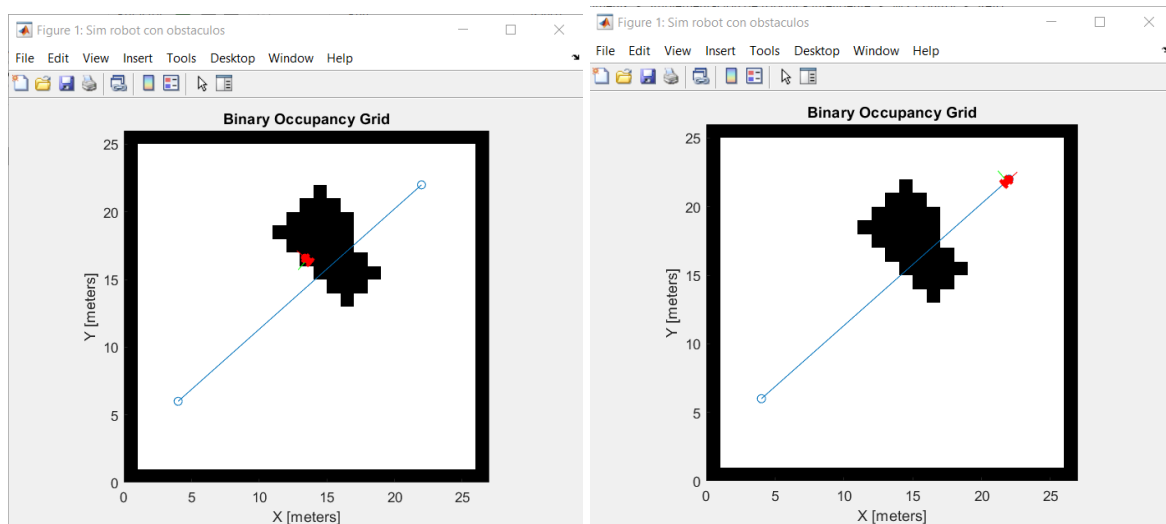 Figure 1: Sim robot con obstaculos
File Edit View Insert Tools Desktop Window Help
Binary Occupancy Grid
25
20
15
10
5
0
Y [meters]
0 5 10 15 20 25
X [meters]
Figure 1: Sim robot con obstaculos
File Edit View Insert Tools Desktop Window Help
Binary Occupancy Grid
25
20
15
10
5
0
Y [meters]
0 5 10 15 20 25
X [meters]